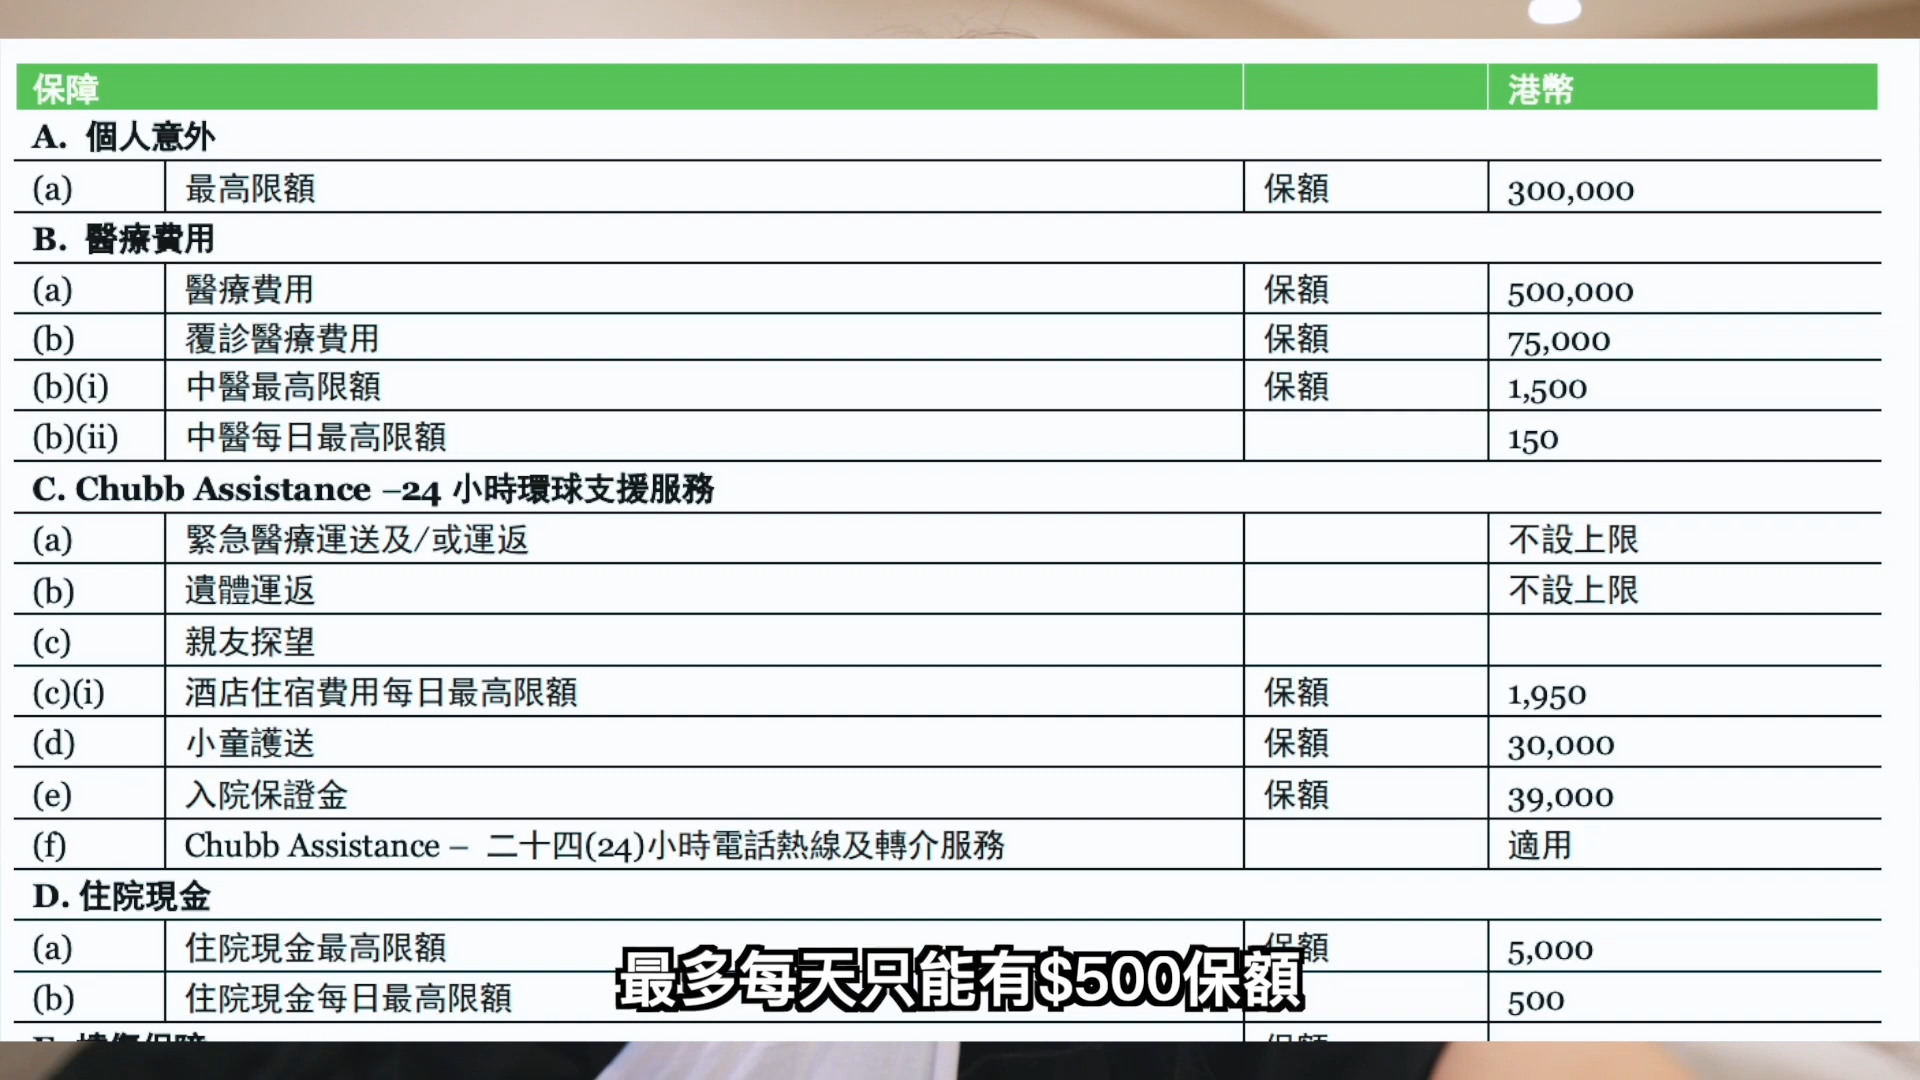 保障 港幣
A. 個人意外
(a) 最高限額 保額 300,000
B. 醫療費用
(a) 醫療費用 保額 500,000
(b) 覆診醫療費用 保額 75,000
(b)(i) 中醫最高限額 保額 1,500
(b)(ii) 中醫每日最高限額 150
C. Chubb Assistance –24 小時環球支援服務
(a) 緊急醫療運送及/或運返 不設上限
(b) 遺體運返 不設上限
(c) 親友探望
(c)(i) 酒店住宿費用每日最高限額 保額 1,950
(d) 小童護送 保額 30,000
(e) 入院保證金 保額 39,000
(f) Chubb Assistance – 二十四(24)小時電話熱線及轉介服務 適用
D. 住院現金
(a) 住院現金最高限額 保額 5,000
最多每天只能有$500保額
(b) 住院現金每日最高限額 500